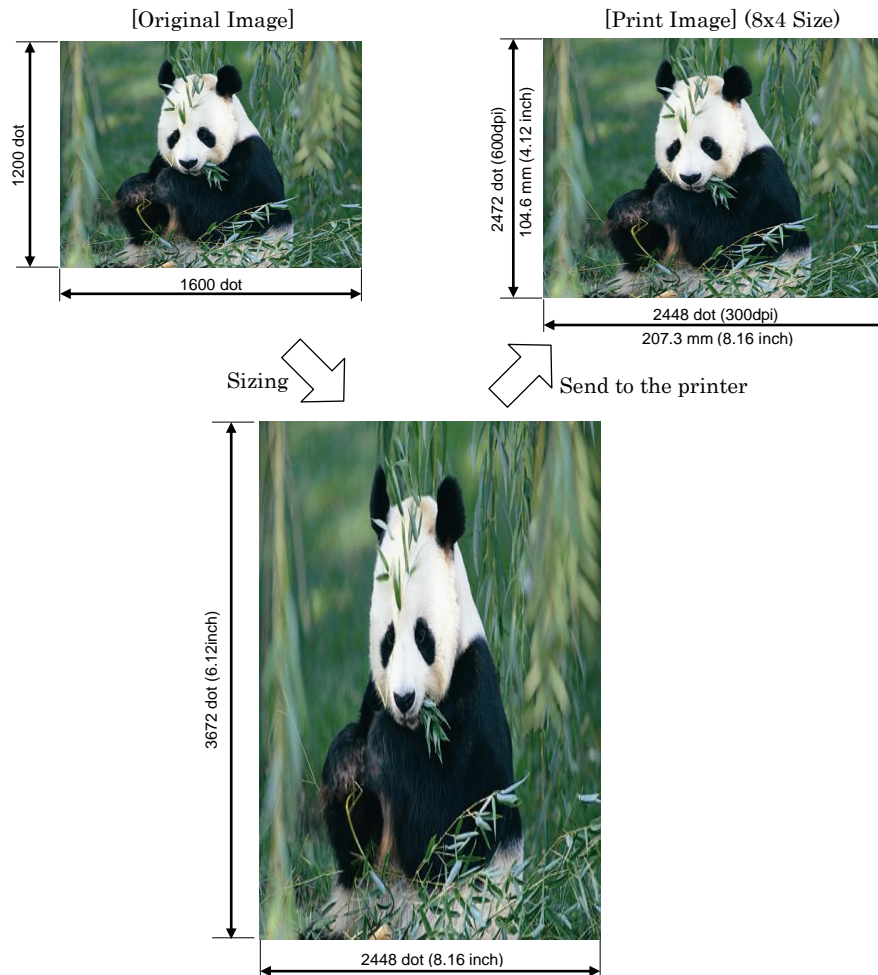 [Original Image]
[Print Image] (8x4 Size)
1200 dot
1600 dot
2472 dot (600dpi)
104.6 mm (4.12 inch)
2448 dot (300dpi)
207.3 mm (8.16 inch)
Sizing
Send to the printer
3672 dot (6.12inch)
2448 dot (8.16 inch)